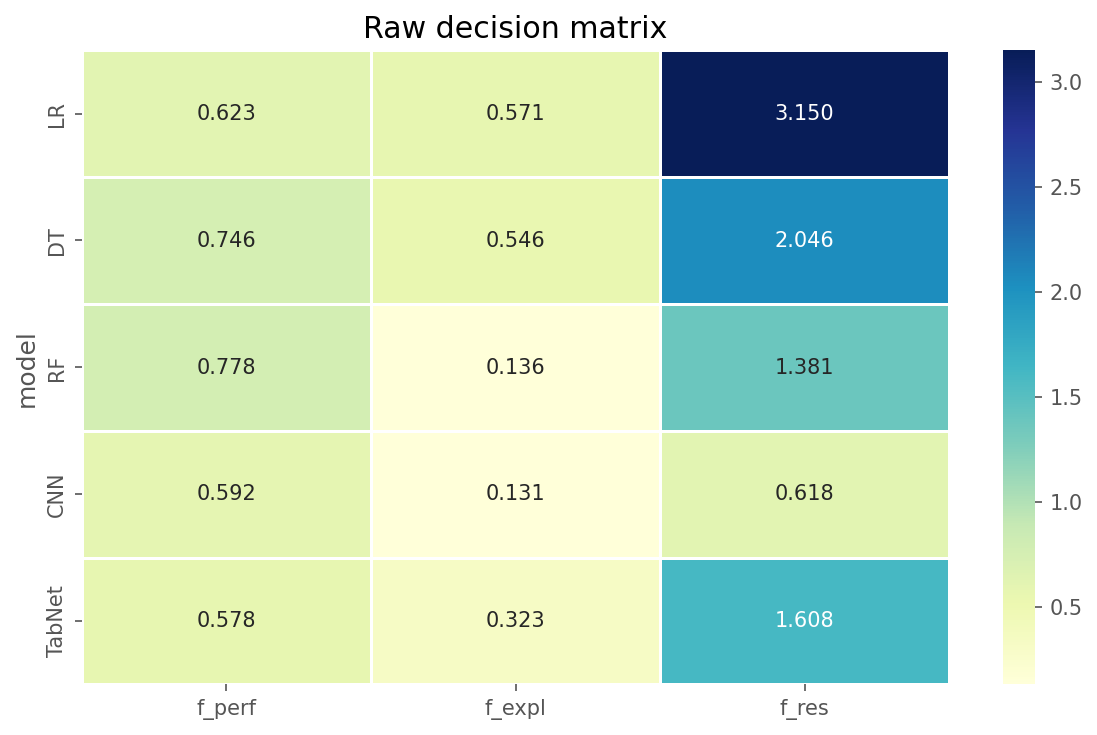 Raw decision matrix
3.0
2.5
2.0
1.5
1.0
0.5
model
LR 0.623 0.571 3.150
DT 0.746 0.546 2.046
RF 0.778 0.136 1.381
CNN 0.592 0.131 0.618
TabNet 0.578 0.323 1.608
f_perf f_expl f_res